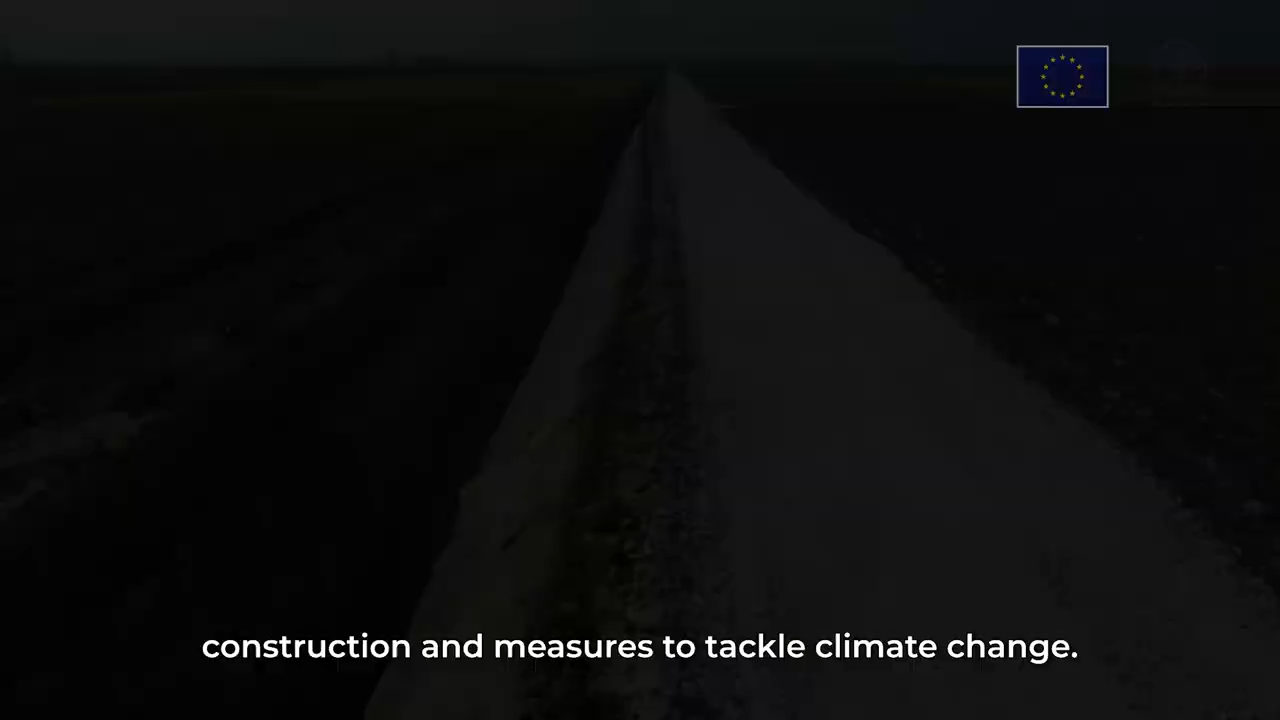 construction and measures to tackle climate change.